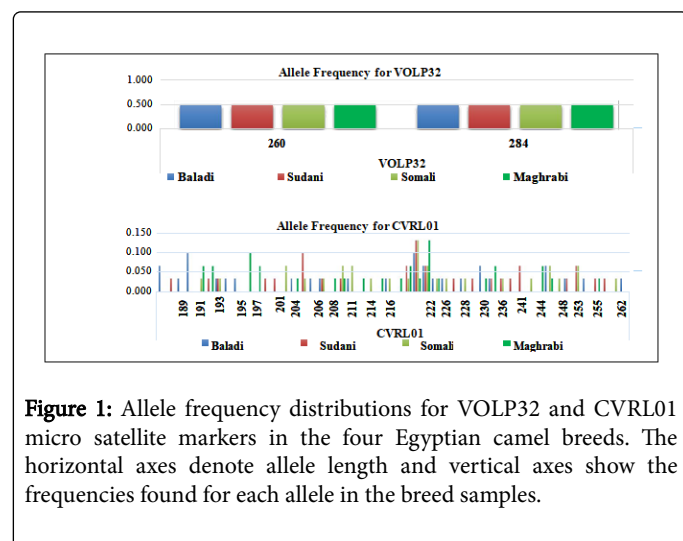 Allele Frequency for VOLP32
1.000
0.500
0.000
260 284
VOLP32
Baladi Sudani Somali Maghrabi
Allele Frequency for CVRL01
0.150
0.100
0.050
0.000
189 191 193 195 197 201 204 206 208 211 214 216 222 226 228 230 236 241 244 248 253 255 262
CVRL01
Baladi Sudani Somali Maghrabi
Figure 1: Allele frequency distributions for VOLP32 and CVRL01
micro satellite markers in the four Egyptian camel breeds. The
horizontal axes denote allele length and vertical axes show the
frequencies found for each allele in the breed samples.